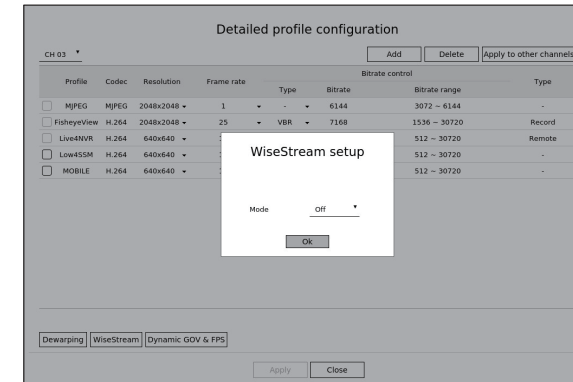 Detailed profile configuration
CH 03
Add Delete Apply to other channels
Profile Codec Resolution Frame rate Bitrate control Type
Type Bitrate Bitrate range
MJPEG MJPEG 2048x2048 1 - 6144 3072 ~ 6144 -
FisheyeView H.264 2048x2048 25 VBR 7168 1536 ~ 30720 Record
Live4NVR H.264 640x640 512 ~ 30720 Remote
Low4SSM H.264 640x640 512 ~ 30720 -
MOBILE H.264 640x640 512 ~ 30720 -
WiseStream setup
Mode Off
Ok
Dewarping WiseStream Dynamic GOV & FPS
Apply Close